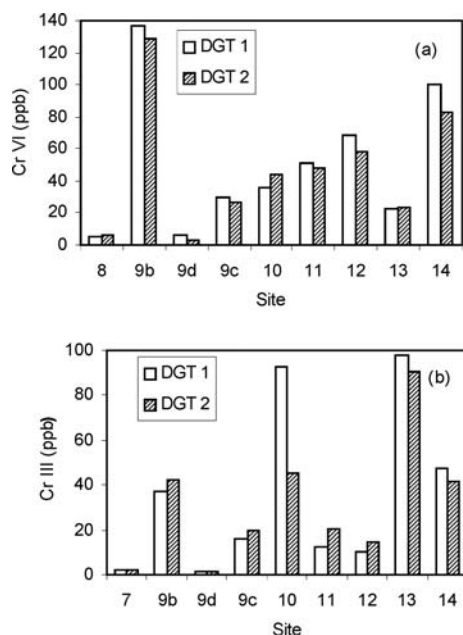 140
120
100
80
60
40
20
0
Cr VI (ppb)
DGT 1
DGT 2
(a)
8 9b 9d 9c 10 11 12 13 14
Site
100
80
60
40
20
0
Cr III (ppb)
DGT 1
DGT 2
(b)
7 9b 9d 9c 10 11 12 13 14
Site